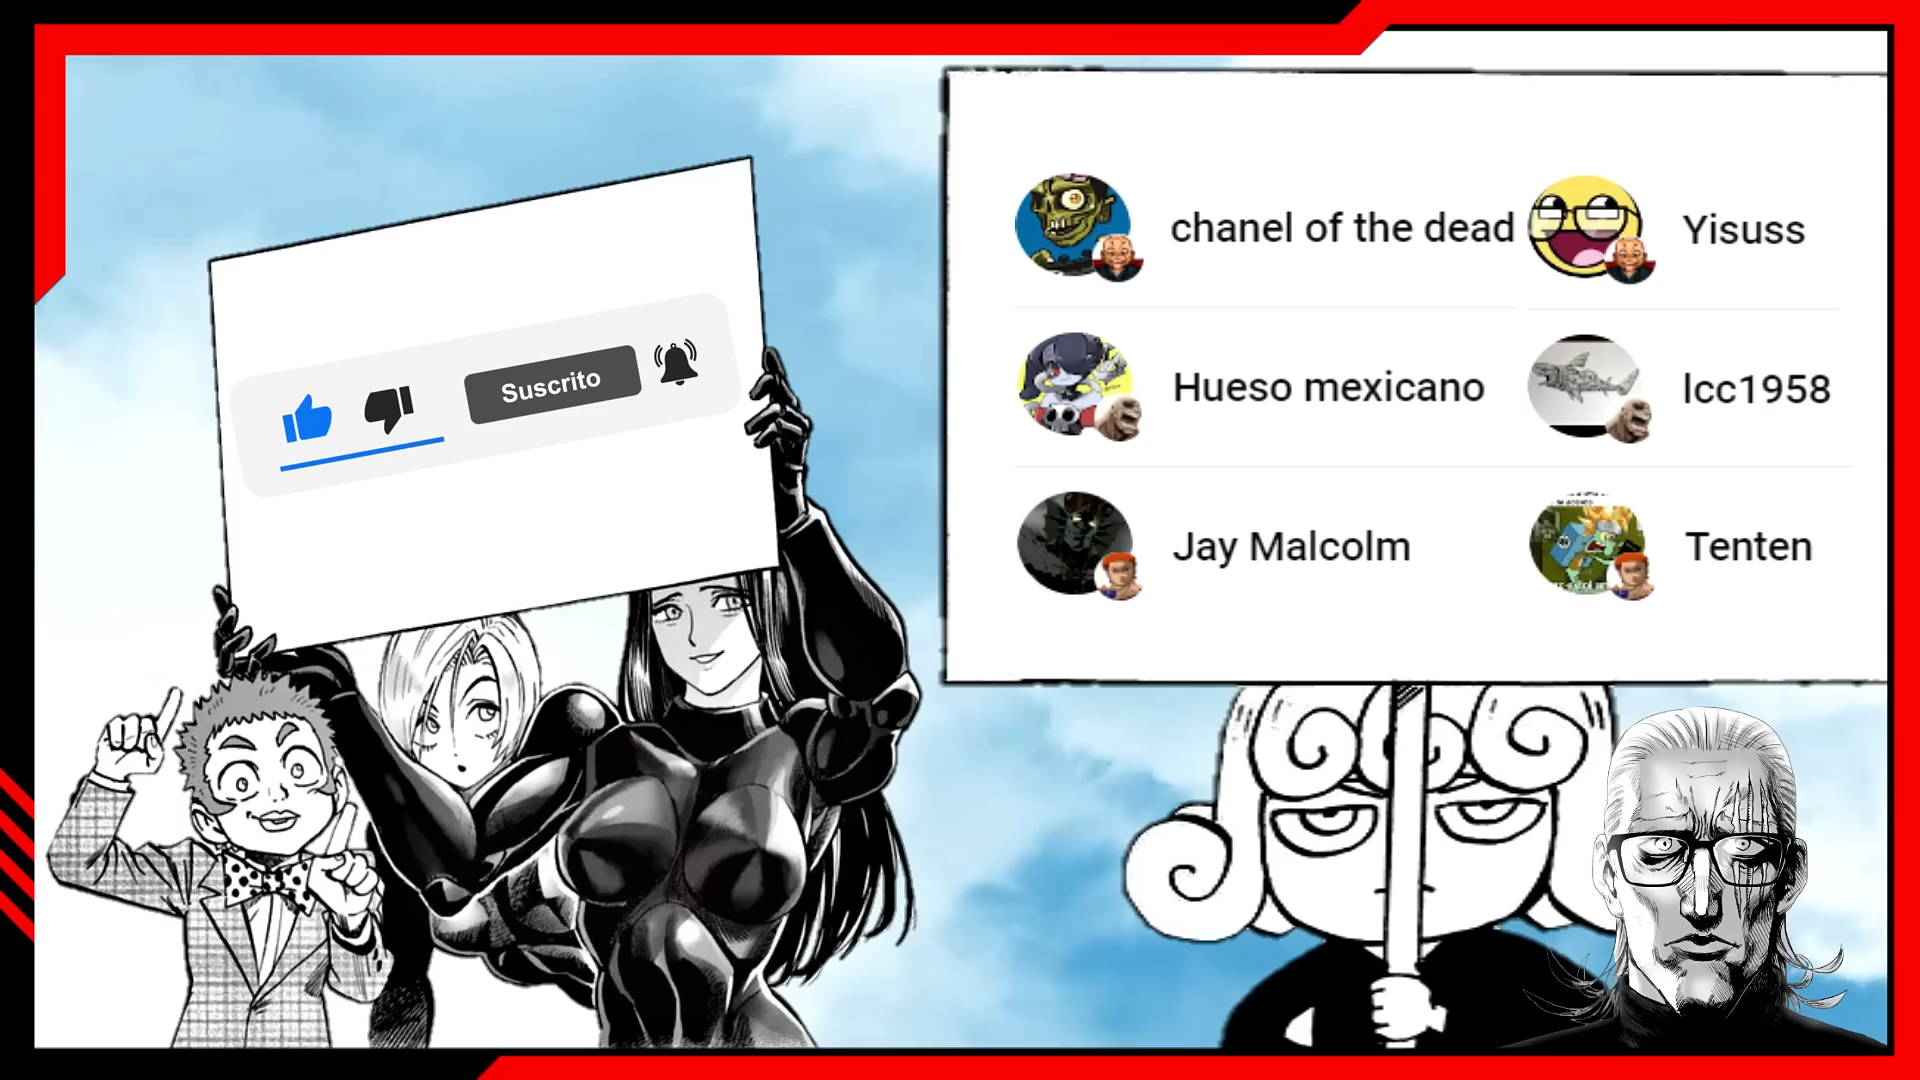 Suscrito
chanel of the dead
Yisuss
Hueso mexicano
lcc1958
Jay Malcolm
Tenten